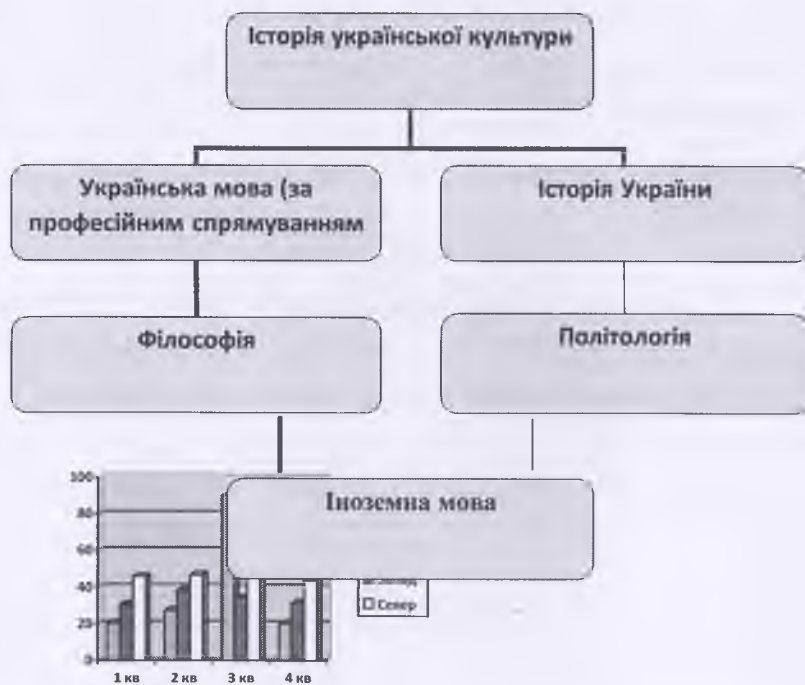 Історія української культури
Українська мова (за
професійним спрямуванням
Історія України
Філософія
Політологія
Іноземна мова
100
80
60
40
20
0
Север
1 кв
2 кв
3 кв
4 кв